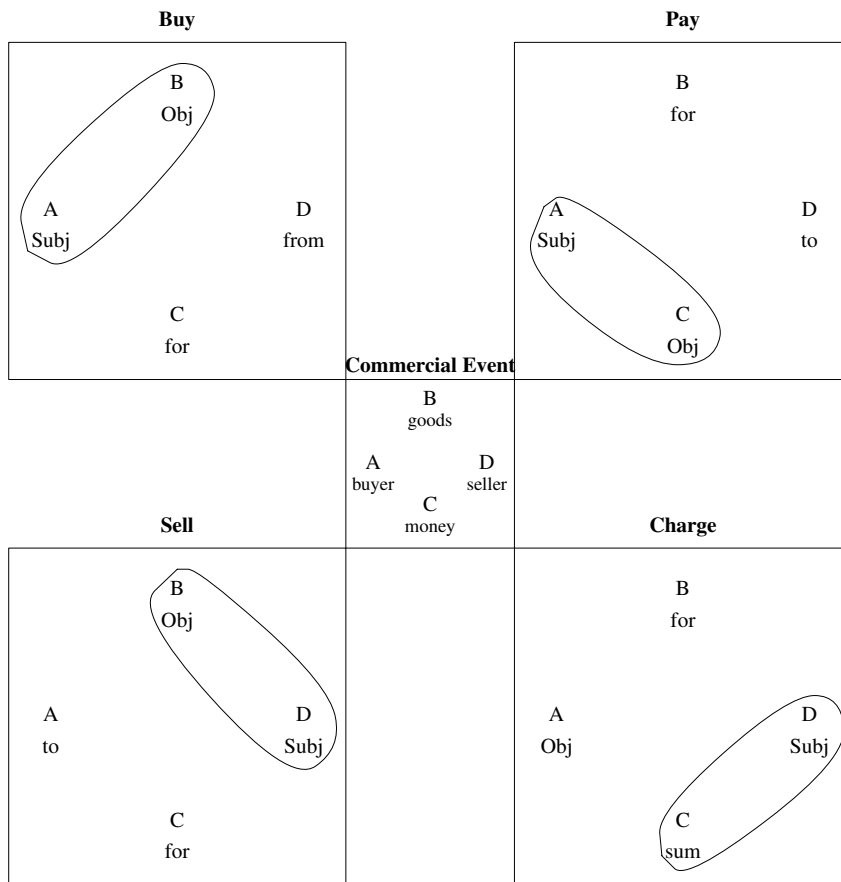 Buy
B
Obj
A
Subj
D
from
C
for
Pay
B
for
A
Subj
D
to
C
Obj
Commercial Event
B
goods
A
buyer
D
seller
C
money
Sell
B
Obj
A
to
D
Subj
C
for
Charge
B
for
A
Obj
D
Subj
C
sum